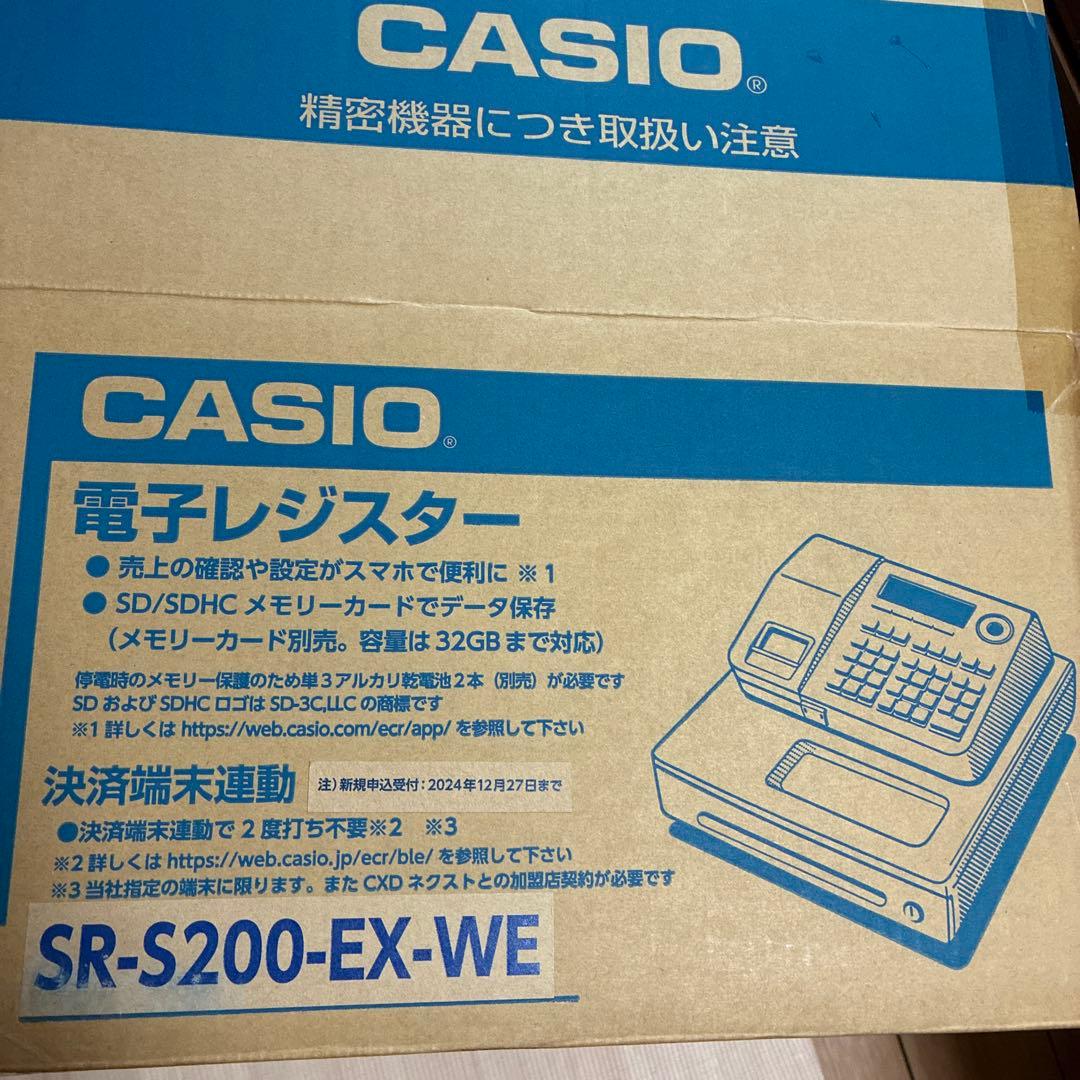 CASIO®
精密機器につき取扱い注意
CASIO®
電子レジスター
● 売上の確認や設定がスマホで便利に ※1
● SD/SDHC メモリーカードでデータ保存
（メモリーカード別売。容量は 32GB まで対応）
停電時のメモリー保護のため単3アルカリ乾電池2本（別売）が必要です
SD および SDHC ロゴは SD-3C,LLC の商標です
※1 詳しくは https://web.casio.com/ecr/app/ を参照して下さい
決済端末連動 注）新規申込受付：2024年12月27日まで
●決済端末連動で 2 度打ち不要※2 ※3
※2 詳しくは https://web.casio.jp/ecr/ble/ を参照して下さい
※3 当社指定の端末に限ります。また CXD ネクストとの加盟店契約が必要です
SR-S200-EX-WE